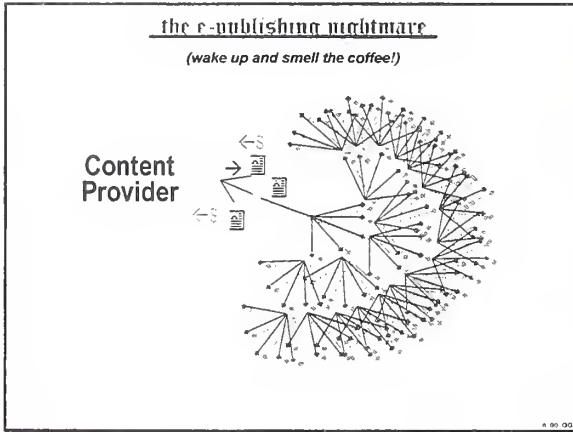 the e-publishing nightmare
(wake up and smell the coffee!)
←$
→
Content
Provider
←$